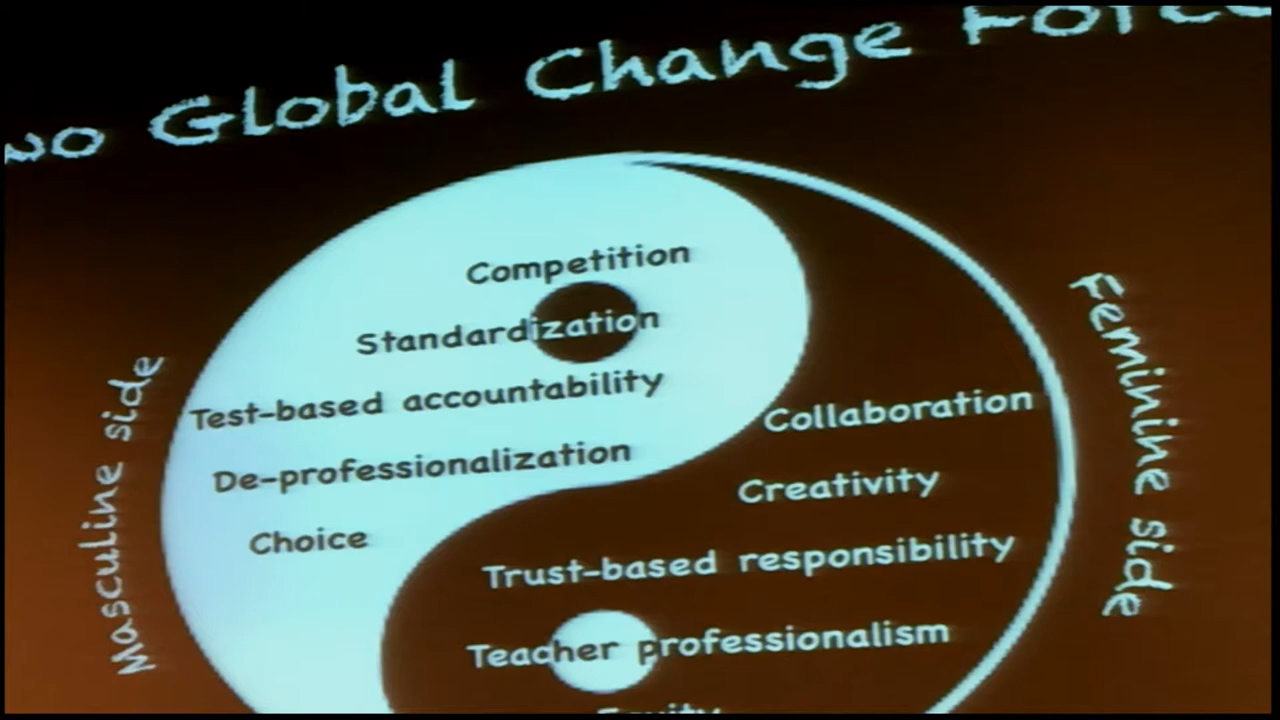 Global Change
Masculine side
Competition
Standardization
Test-based accountability
De-professionalization
Choice
Collaboration
Creativity
Trust-based responsibility
Teacher professionalism
Feminine side